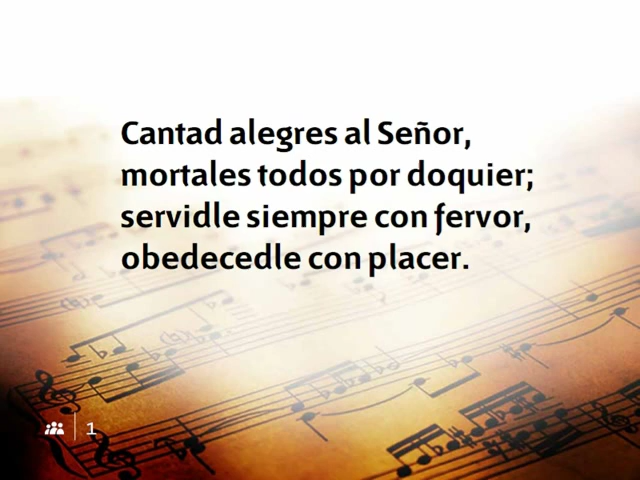 Cantad alegres al Señor,
mortales todos por doquier;
servidle siempre con fervor,
obedecedle con placer.
1